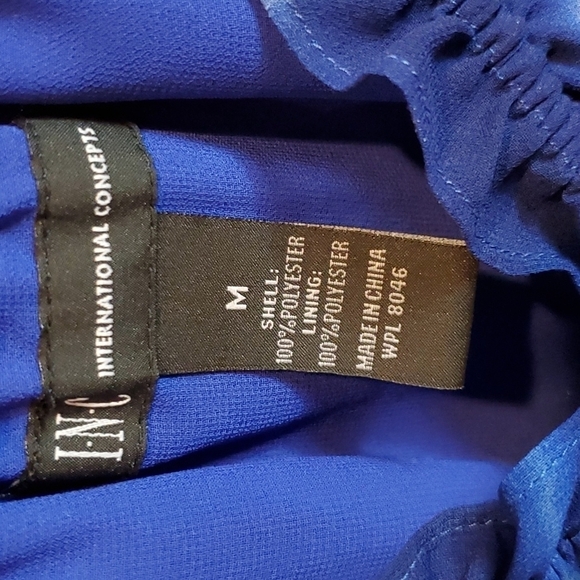 I·N·C INTERNATIONAL CONCEPTS
M
SHELL:
100%POLYESTER
LINING:
100%POLYESTER
MADE IN CHINA
WPL 8046